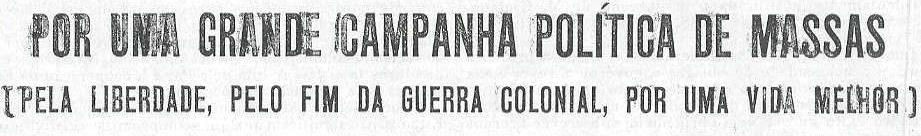 POR UMA GRANDE CAMPANHA POLÍTICA DE MASSAS
(PELA LIBERDADE, PELO FIM DA GUERRA COLONIAL, POR UMA VIDA MELHOR)